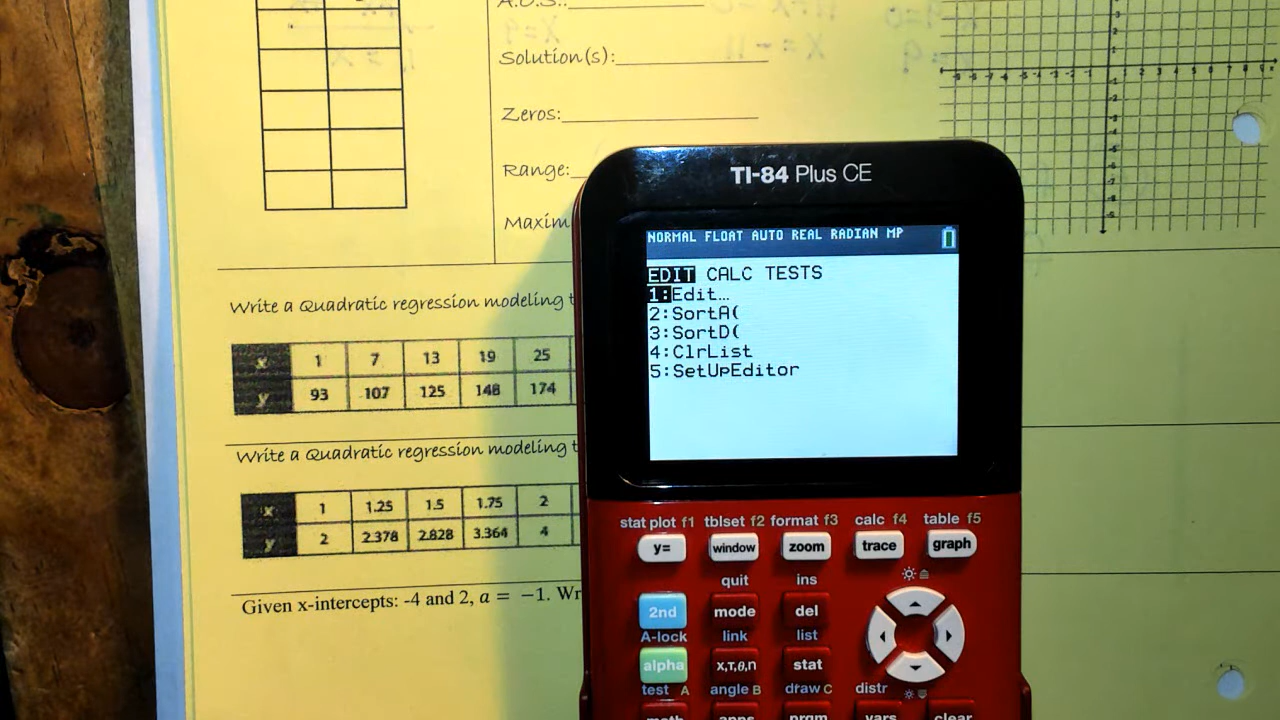 A.O.S.:
Solution(s):
Zeros:
Range:
Maxim
Write a Quadratic regression modeling t
x 1 7 13 19 25
y 93 107 125 148 174
Write a Quadratic regression modeling t
x 1 1.25 1.5 1.75 2
y 2 2.378 2.828 3.364 4
Given x-intercepts: -4 and 2, a = −1. Wr
TI-84 Plus CE
NORMAL FLOAT AUTO REAL RADIAN MP
EDIT CALC TESTS
1:Edit…
2:SortA(
3:SortD(
4:ClrList
5:SetUpEditor
stat plot f1 tblset f2 format f3 calc f4 table f5
y= window zoom trace graph
quit ins
2nd mode del
A-lock link list
alpha x,T,θ,n stat
test A angle B draw C distr
math apps prgm vars clear